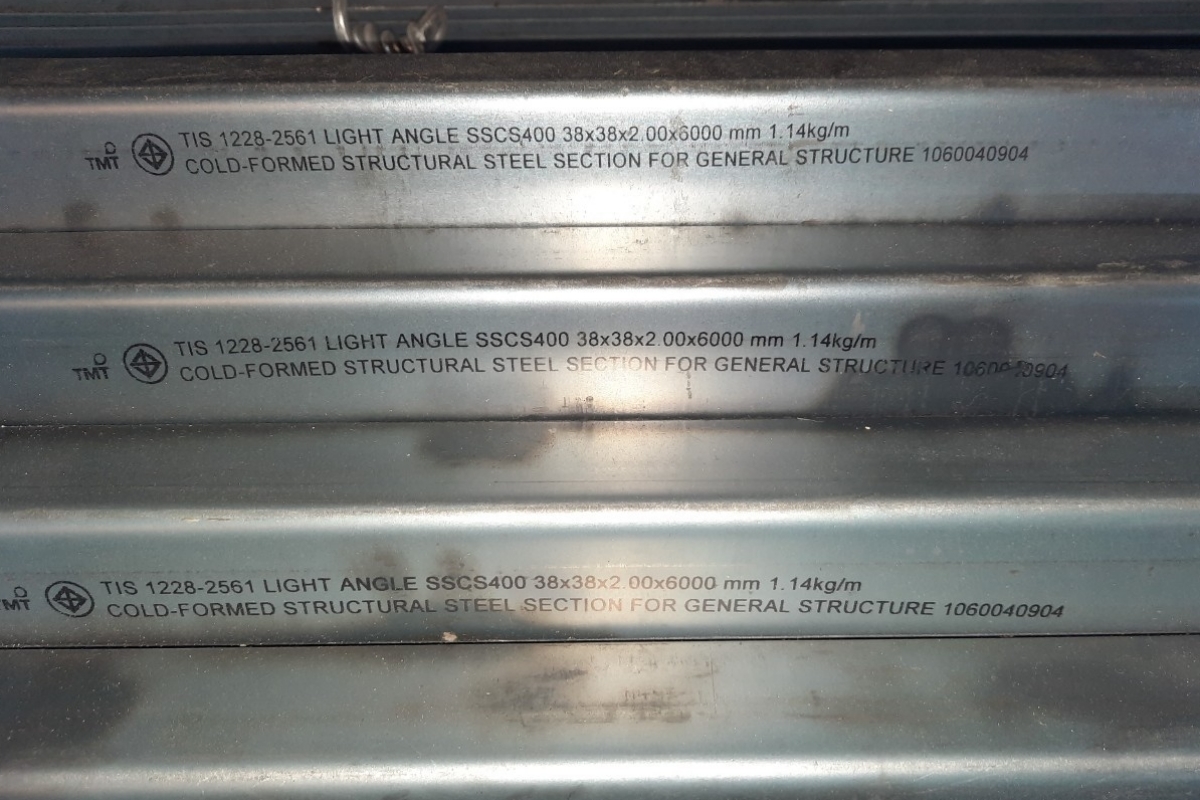 TIS 1228-2561 LIGHT ANGLE SSCS400 38x38x2.00x6000 mm 1.14kg/m
TMT
COLD-FORMED STRUCTURAL STEEL SECTION FOR GENERAL STRUCTURE 1060040904
TIS 1228-2561 LIGHT ANGLE SSCS400 38x38x2.00x6000 mm 1.14kg/m
TMT
COLD-FORMED STRUCTURAL STEEL SECTION FOR GENERAL STRUCTURE 1060040904
TIS 1228-2561 LIGHT ANGLE SSCS400 38x38x2.00x6000 mm 1.14kg/m
TMT
COLD-FORMED STRUCTURAL STEEL SECTION FOR GENERAL STRUCTURE 1060040904